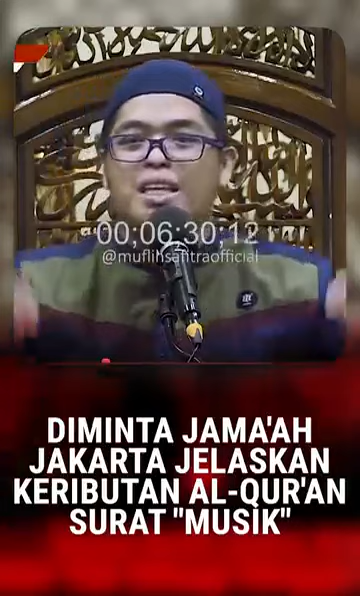 00;06;30;12
@muflihsafitraofficial
DIMINTA JAMA'AH
JAKARTA JELASKAN
KERIBUTAN AL-QUR'AN
SURAT "MUSIK"